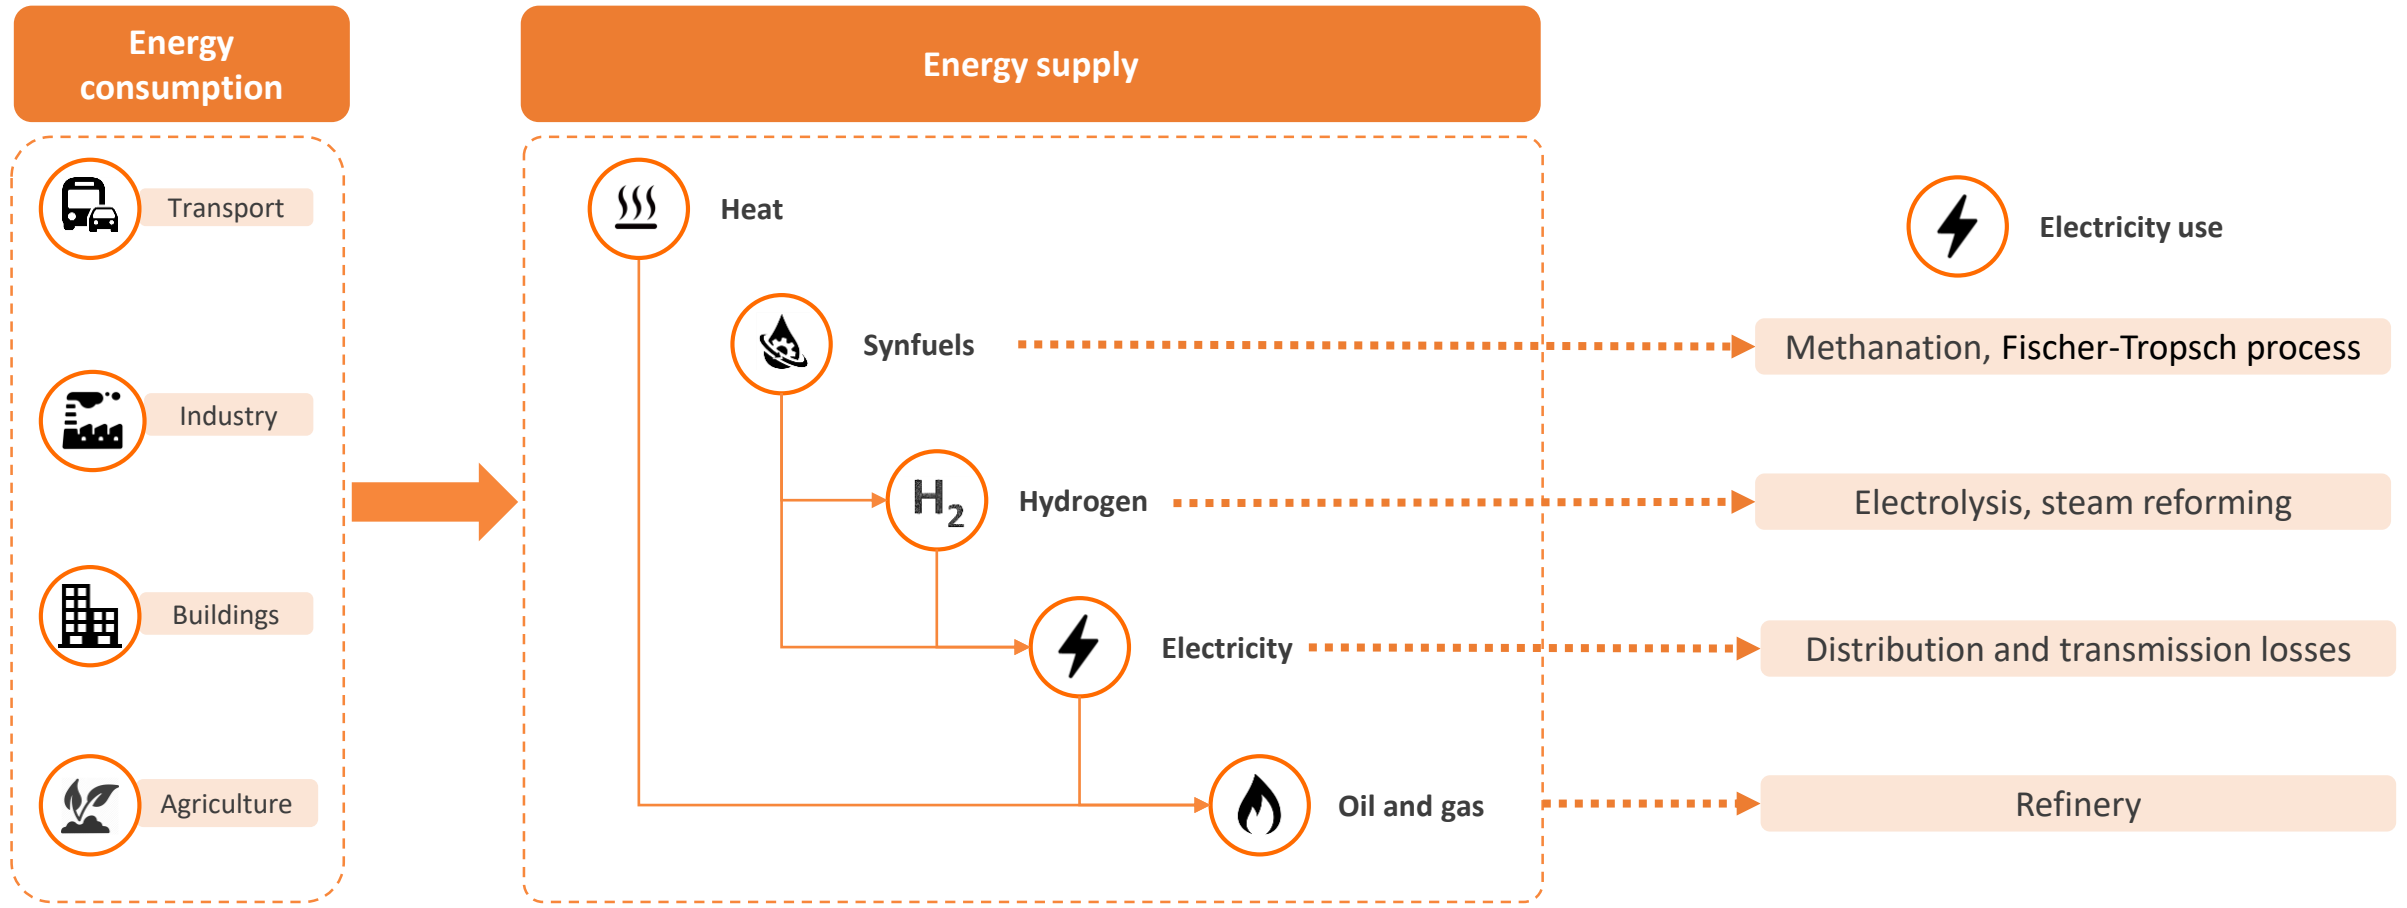 Energy
consumption
Energy supply
Transport
Industry
Buildings
Agriculture
Heat
Synfuels
H2
Hydrogen
Electricity
Oil and gas
Electricity use
Methanation, Fischer-Tropsch process
Electrolysis, steam reforming
Distribution and transmission losses
Refinery